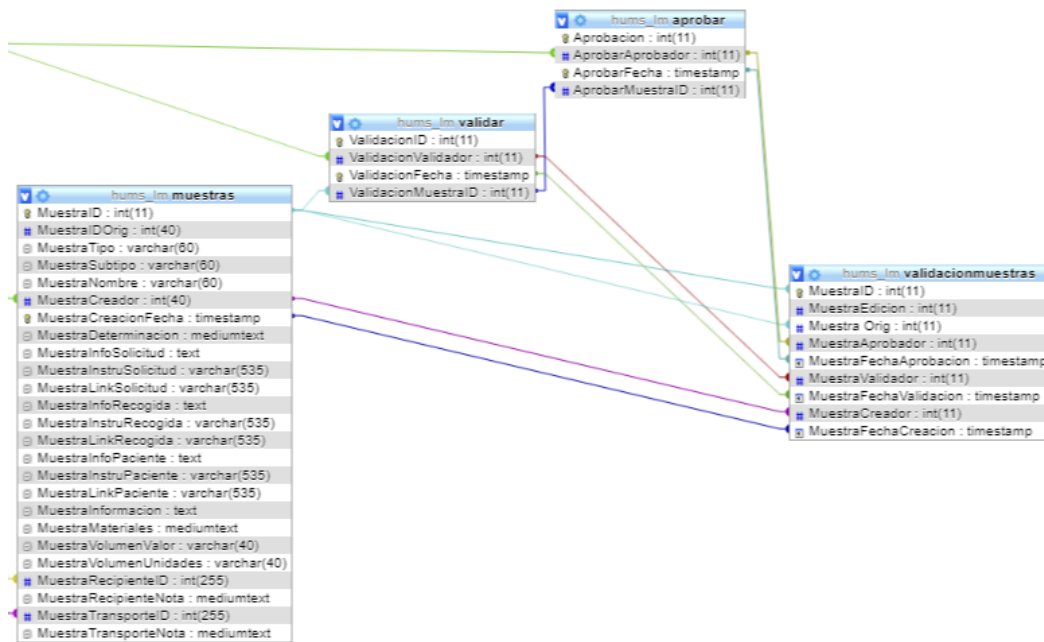 hums_lm aprobar
Aprobacion : int(11)
AprobarAprobador : int(11)
AprobarFecha : timestamp
AprobarMuestraID : int(11)
hums_lm validar
ValidacionID : int(11)
ValidacionValidador : int(11)
ValidacionFecha : timestamp
ValidacionMuestraID : int(11)
hums_lm muestras
MuestraID : int(11)
MuestraIDOrig : int(40)
MuestraTipo : varchar(60)
MuestraSubtipo : varchar(60)
MuestraNombre : varchar(60)
MuestraCreador : int(40)
MuestraCreacionFecha : timestamp
MuestraDeterminacion : mediumtext
MuestraInfoSolicitud : text
MuestraInstruSolicitud : varchar(535)
MuestraLinkSolicitud : varchar(535)
MuestraInfoRecogida : text
MuestraInstruRecogida : varchar(535)
MuestraLinkRecogida : varchar(535)
MuestraInfoPaciente : text
MuestraInstruPaciente : varchar(535)
MuestraLinkPaciente : varchar(535)
MuestraInformacion : text
MuestraMateriales : mediumtext
MuestraVolumenValor : varchar(40)
MuestraVolumenUnidades : varchar(40)
MuestraRecipienteID : int(255)
MuestraRecipienteNota : mediumtext
MuestraTransporteID : int(255)
MuestraTransporteNota : mediumtext
hums_lm validacionmuestras
MuestraID : int(11)
MuestraEdicion : int(11)
Muestra Orig : int(11)
MuestraAprobador : int(11)
MuestraFechaAprobacion : timestamp
MuestraValidador : int(11)
MuestraFechaValidacion : timestamp
MuestraCreador : int(11)
MuestraFechaCreacion : timestamp